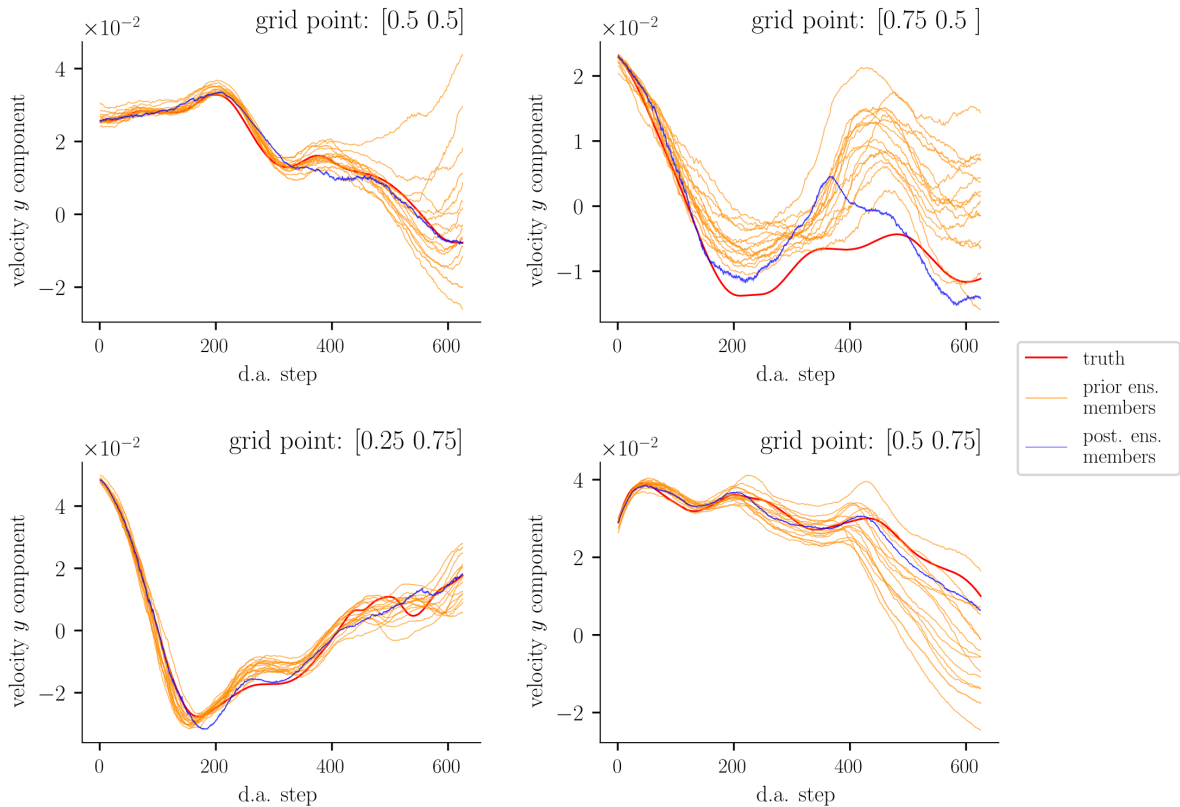 ×10⁻²
grid point: [0.5 0.5]
4
2
0
−2
velocity y component
0
200
400
600
d.a. step
×10⁻²
grid point: [0.75 0.5 ]
2
1
0
−1
velocity y component
0
200
400
600
d.a. step
truth
prior ens.
members
post. ens.
members
×10⁻²
grid point: [0.25 0.75]
4
2
0
−2
velocity y component
0
200
400
600
d.a. step
×10⁻²
grid point: [0.5 0.75]
4
2
0
−2
velocity y component
0
200
400
600
d.a. step